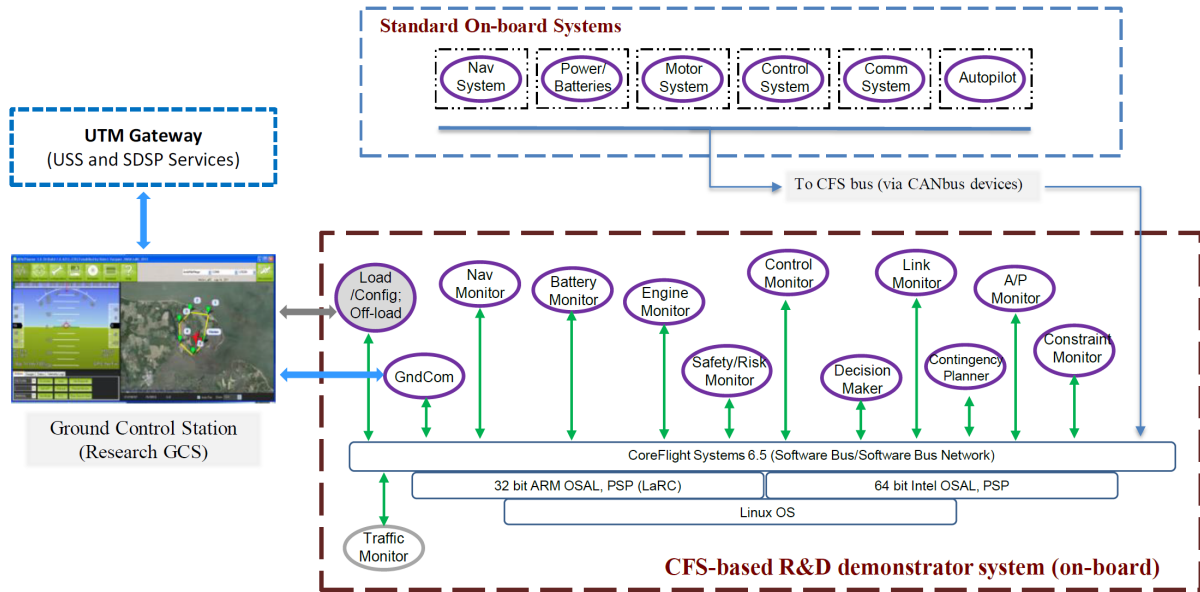 Standard On-board Systems
Nav
System
Power/
Batteries
Motor
System
Control
System
Comm
System
Autopilot
UTM Gateway
(USS and SDSP Services)
To CFS bus (via CANbus devices)
Load
/Config;
Off-load
Nav
Monitor
Battery
Monitor
Engine
Monitor
Control
Monitor
Link
Monitor
A/P
Monitor
Constraint
Monitor
GndCom
Safety/Risk
Monitor
Decision
Maker
Contingency
Planner
Ground Control Station
(Research GCS)
CoreFlight Systems 6.5 (Software Bus/Software Bus Network)
32 bit ARM OSAL, PSP (LaRC)
64 bit Intel OSAL, PSP
Linux OS
Traffic
Monitor
CFS-based R&D demonstrator system (on-board)